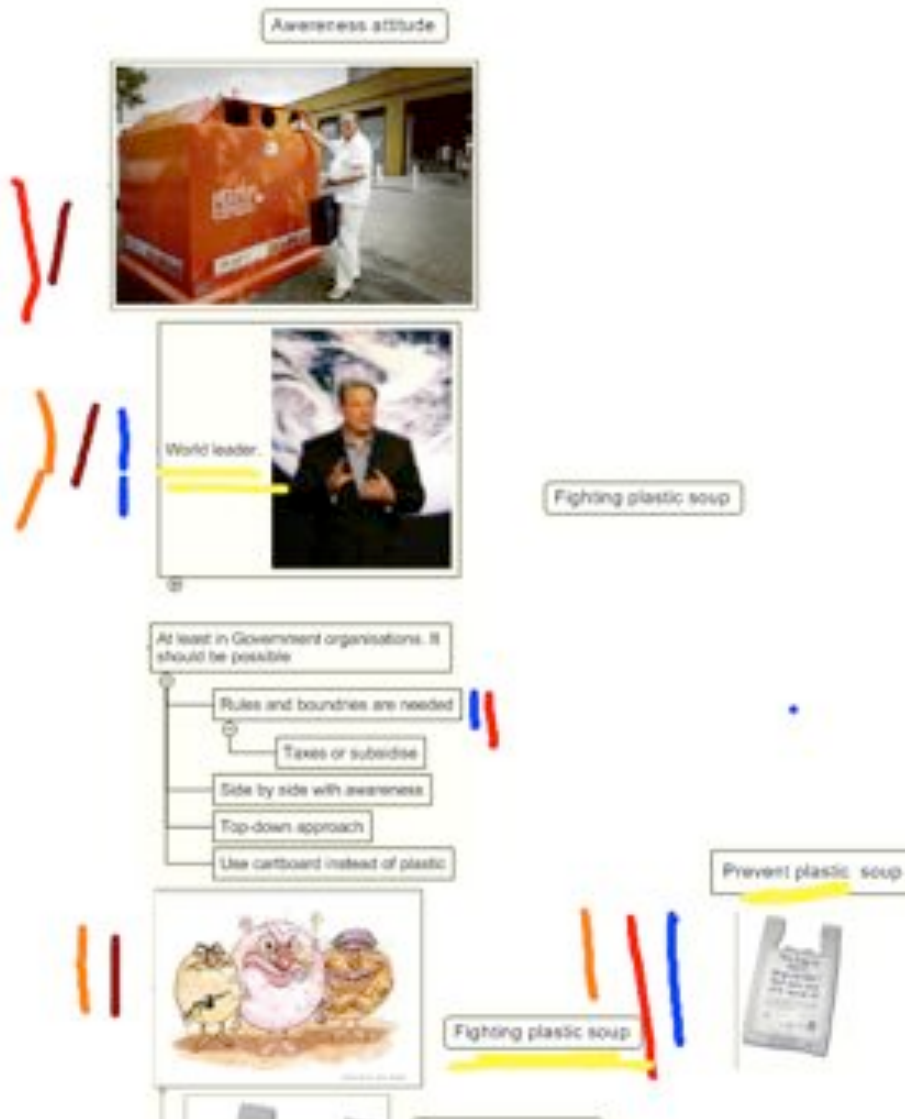 Awereness attitude
World leader.
Fighting plastic soup
At least in Government organisations. It
should be possible
Rules and boundries are needed
Taxes or subsidise
Side by side with awareness
Top-down approach
Use cartboard instead of plastic
Prevent plastic soup
Fighting plastic soup